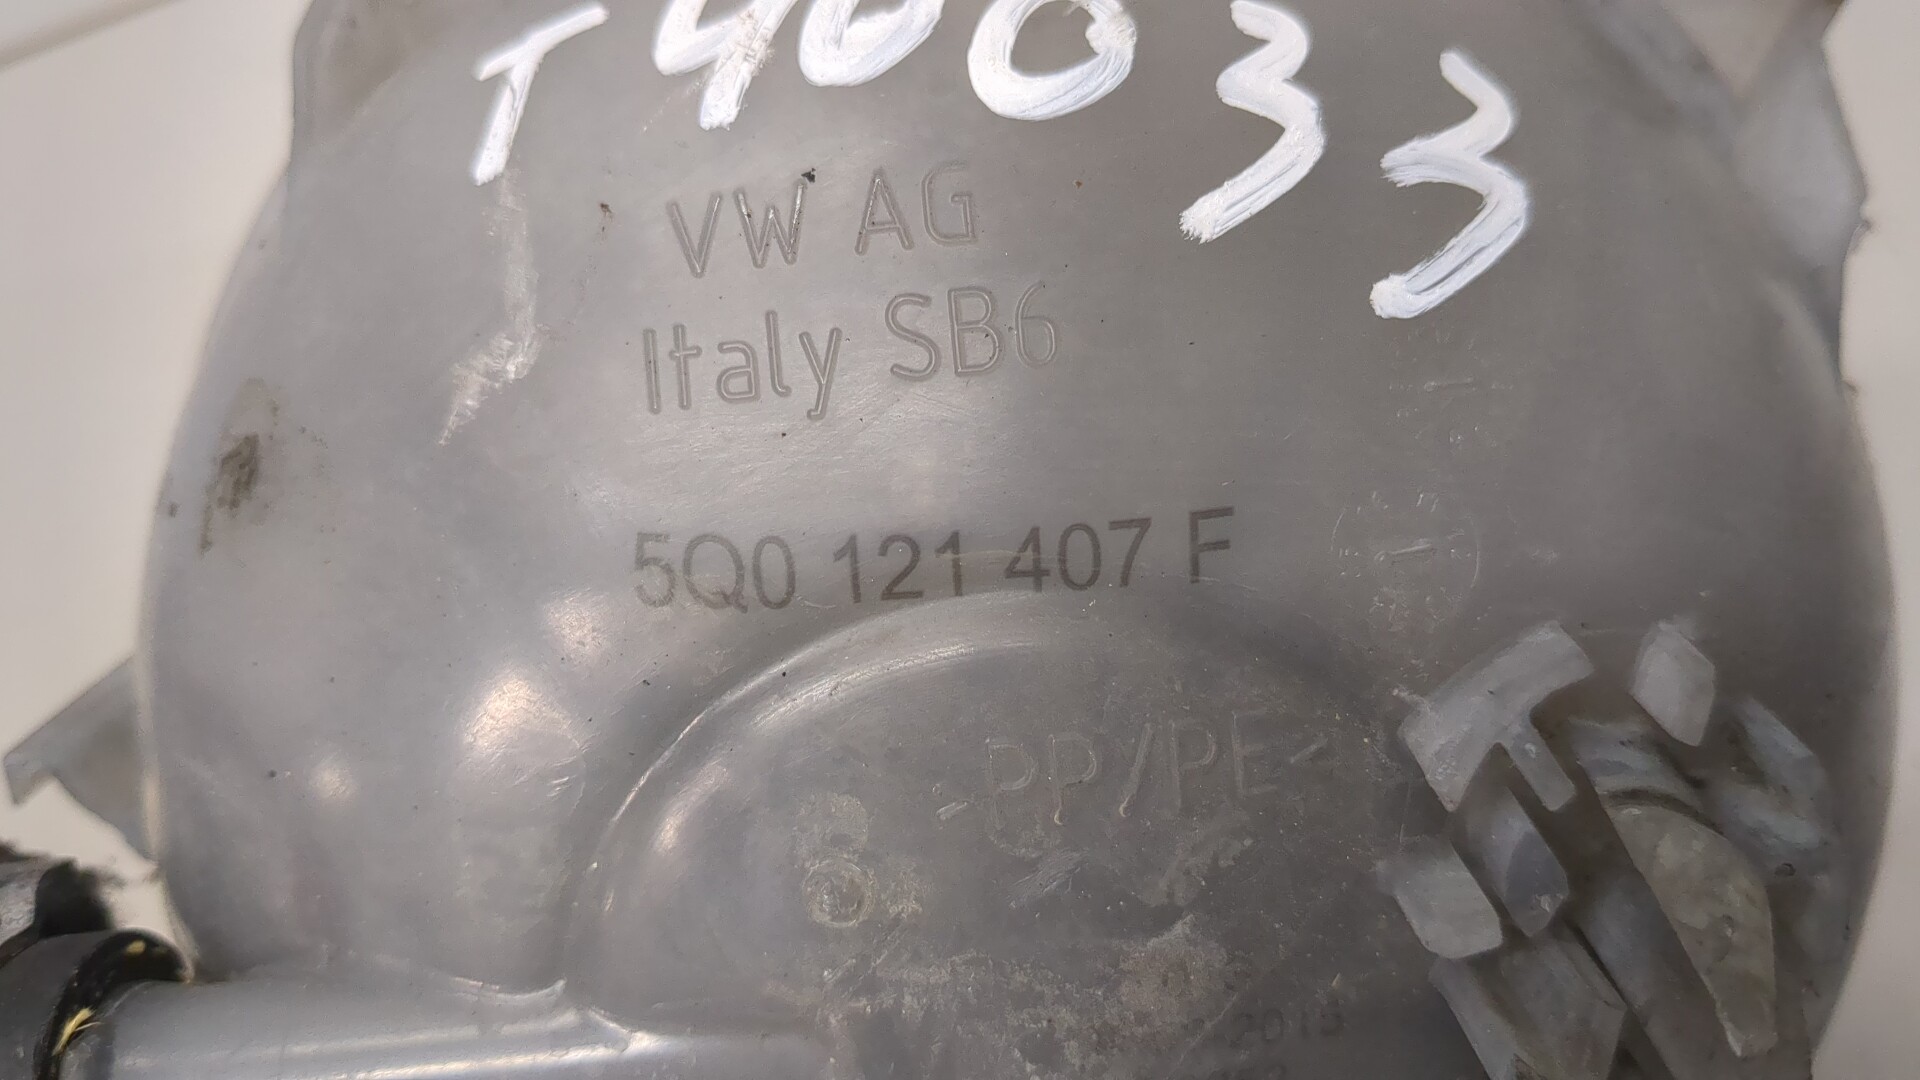 T40033
VW AG
Italy SB6
5Q0 121 407 F
>PP/PE<